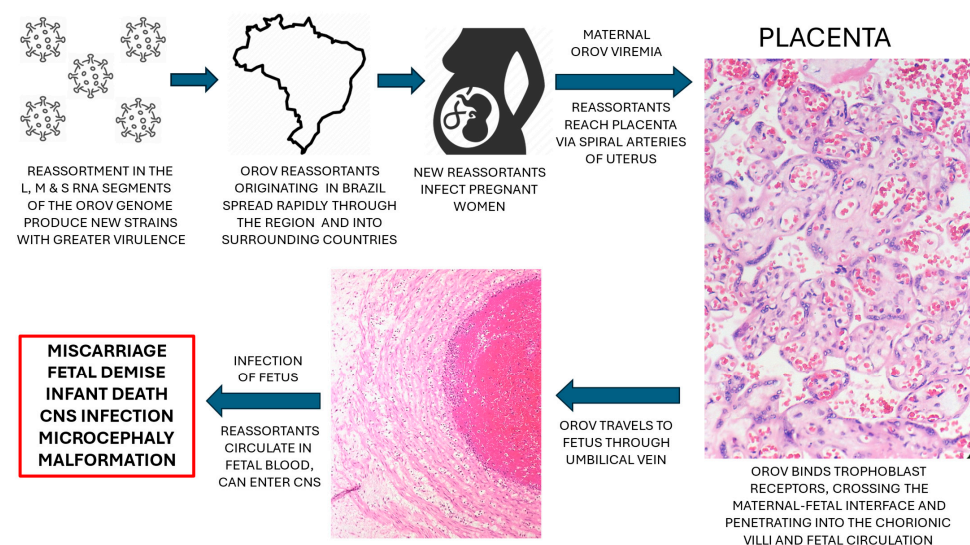 REASSORTMENT IN THE
L, M & S RNA SEGMENTS
OF THE OROV GENOME
PRODUCE NEW STRAINS
WITH GREATER VIRULENCE
OROV REASSORTANTS
ORIGINATING IN BRAZIL
SPREAD RAPIDLY THROUGH
THE REGION AND INTO
SURROUNDING COUNTRIES
NEW REASSORTANTS
INFECT PREGNANT
WOMEN
MATERNAL
OROV VIREMIA
REASSORTANTS
REACH PLACENTA
VIA SPIRAL ARTERIES
OF UTERUS
PLACENTA
OROV BINDS TROPHOBLAST
RECEPTORS, CROSSING THE
MATERNAL-FETAL INTERFACE AND
PENETRATING INTO THE CHORIONIC
VILLI AND FETAL CIRCULATION
OROV TRAVELS TO
FETUS THROUGH
UMBILICAL VEIN
INFECTION
OF FETUS
REASSORTANTS
CIRCULATE IN
FETAL BLOOD,
CAN ENTER CNS
MISCARRIAGE
FETAL DEMISE
INFANT DEATH
CNS INFECTION
MICROCEPHALY
MALFORMATION